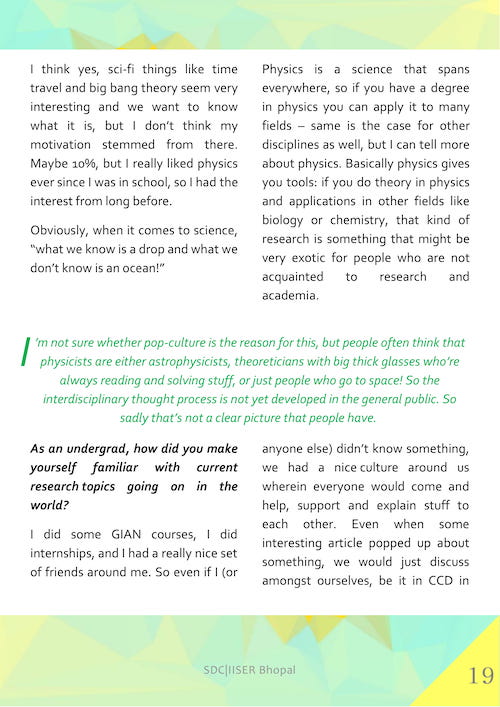 I think yes, sci-fi things like time
travel and big bang theory seem very
interesting and we want to know
what it is, but I don't think my
motivation stemmed from there.
Maybe 10%, but I really liked physics
ever since I was in school, so I had the
interest from long before.
Obviously, when it comes to science,
"what we know is a drop and what we
don't know is an ocean!"
Physics is a science that spans
everywhere, so if you have a degree
in physics you can apply it to many
fields – same is the case for other
disciplines as well, but I can tell more
about physics. Basically physics gives
you tools: if you do theory in physics
and applications in other fields like
biology or chemistry, that kind of
research is something that might be
very exotic for people who are not
acquainted to research and
academia.
I'm not sure whether pop-culture is the reason for this, but people often think that
physicists are either astrophysicists, theoreticians with big thick glasses who're
always reading and solving stuff, or just people who go to space! So the
interdisciplinary thought process is not yet developed in the general public. So
sadly that's not a clear picture that people have.
As an undergrad, how did you make
yourself familiar with current
research topics going on in the
world?
I did some GIAN courses, I did
internships, and I had a really nice set
of friends around me. So even if I (or
anyone else) didn't know something,
we had a nice culture around us
wherein everyone would come and
help, support and explain stuff to
each other. Even when some
interesting article popped up about
something, we would just discuss
amongst ourselves, be it in CCD in
SDC|IISER Bhopal
19